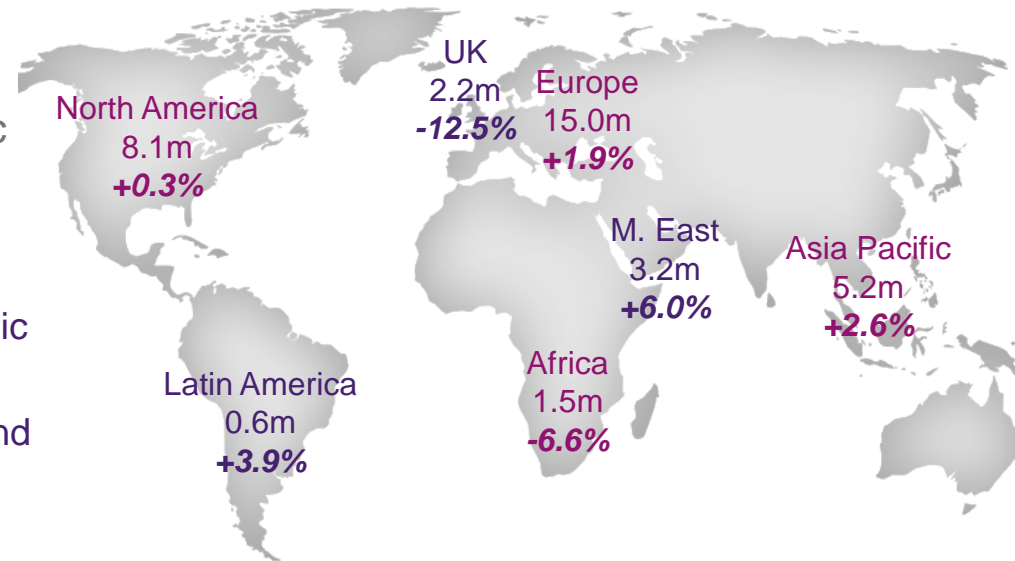 North America
8.1m
+0.3%
UK
2.2m
-12.5%
Europe
15.0m
+1.9%
M. East
3.2m
+6.0%
Asia Pacific
5.2m
+2.6%
Latin America
0.6m
+3.9%
Africa
1.5m
-6.6%